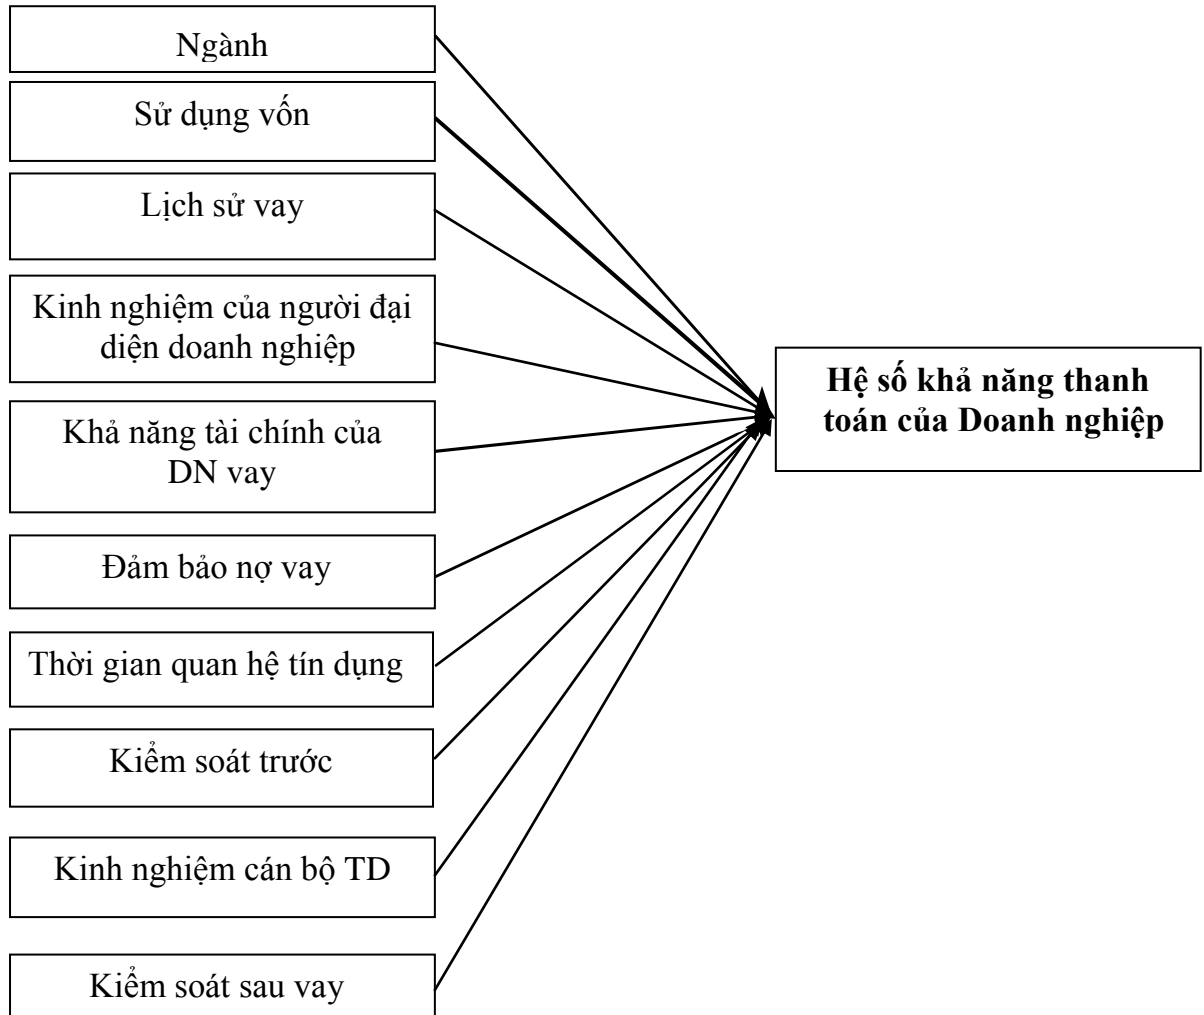 Ngành
Sử dụng vốn
Lịch sử vay
Kinh nghiệm của người đại
diện doanh nghiệp
Khả năng tài chính của
DN vay
Đảm bảo nợ vay
Thời gian quan hệ tín dụng
Kiểm soát trước
Kinh nghiệm cán bộ TD
Kiểm soát sau vay
Hệ số khả năng thanh
toán của Doanh nghiệp